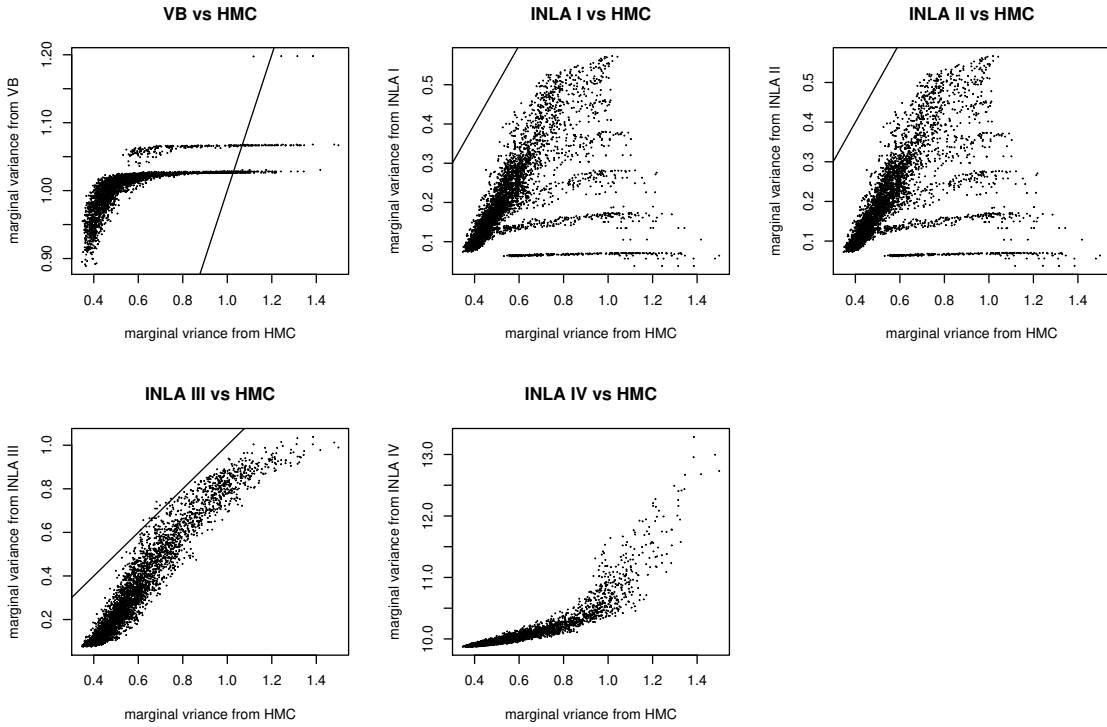 VB vs HMC
marginal variance from VB
0.90
1.00
1.10
1.20
0.4 0.6 0.8 1.0 1.2 1.4
marginal vriance from HMC
INLA I vs HMC
marginal variance from INLA I
0.1
0.2
0.3
0.4
0.5
0.4 0.6 0.8 1.0 1.2 1.4
marginal vriance from HMC
INLA II vs HMC
marginal variance from INLA II
0.1
0.2
0.3
0.4
0.5
0.4 0.6 0.8 1.0 1.2 1.4
marginal vriance from HMC
INLA III vs HMC
marginal variance from INLA III
0.2
0.4
0.6
0.8
1.0
0.4 0.6 0.8 1.0 1.2 1.4
marginal vriance from HMC
INLA IV vs HMC
marginal variance from INLA IV
10.0
11.0
12.0
13.0
0.4 0.6 0.8 1.0 1.2 1.4
marginal vriance from HMC